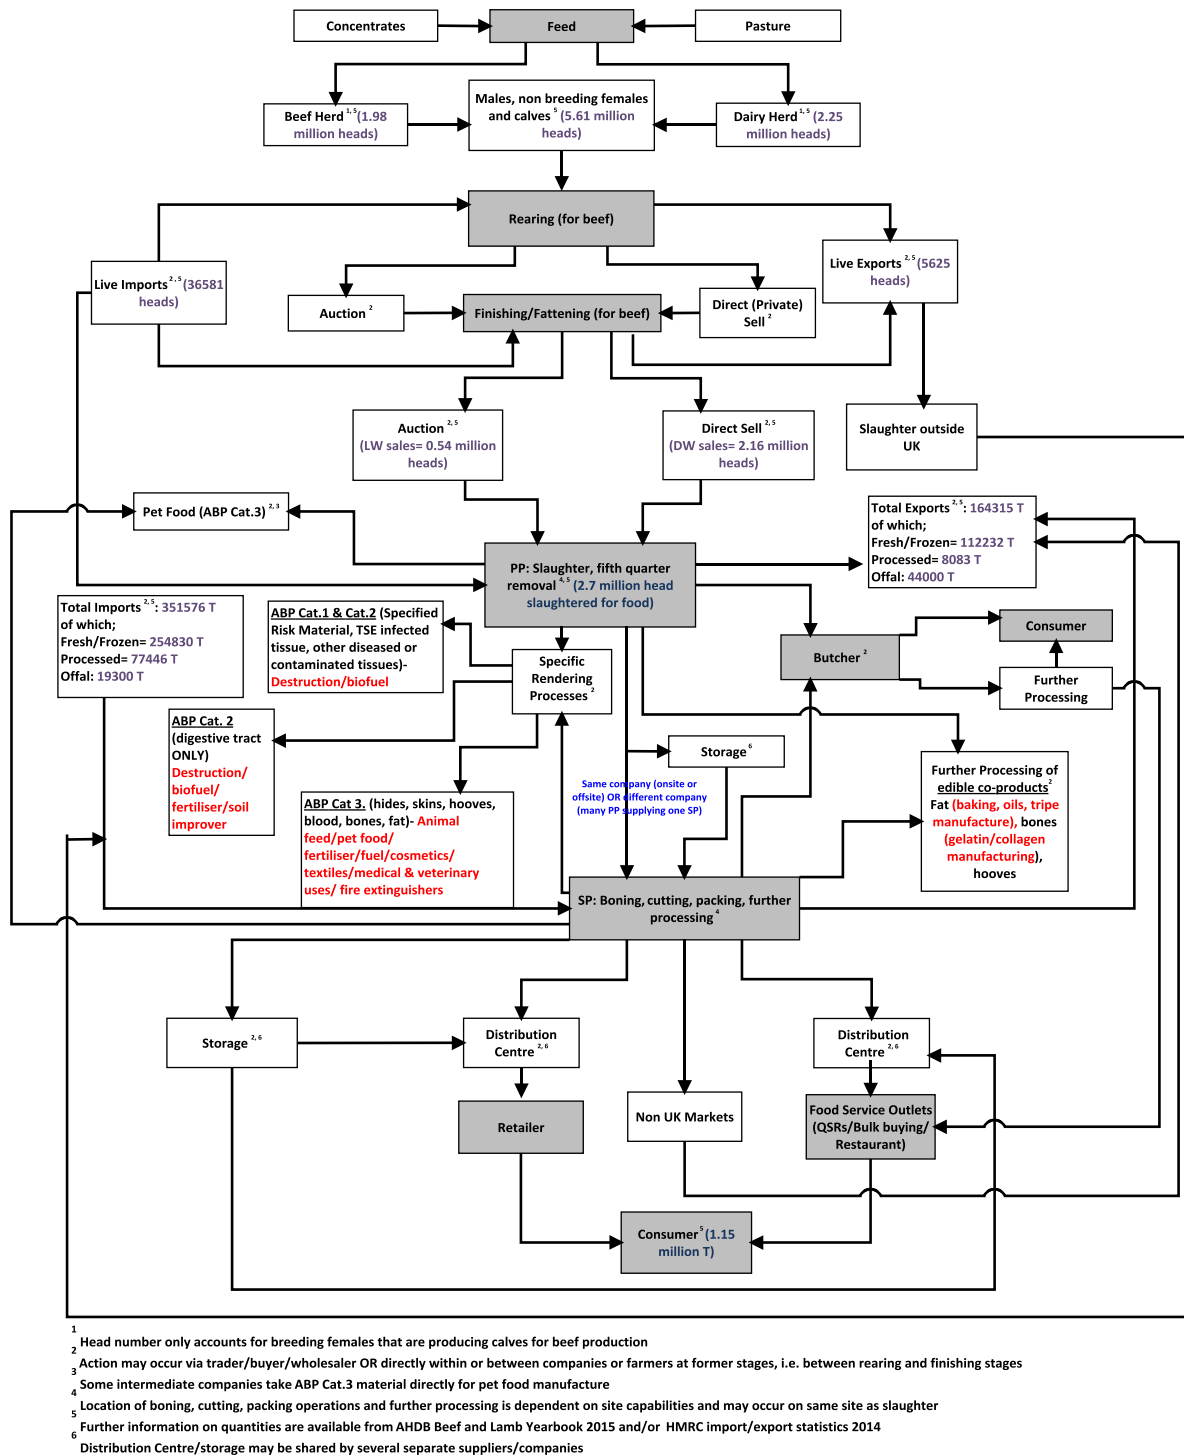 Concentrates
Feed
Pasture
Beef Herd 1, 5 (1.98
million heads)
Males, non breeding females
and calves 5 (5.61 million
heads)
Dairy Herd 1, 5 (2.25
million heads)
Rearing (for beef)
Live Imports 2, 5 (36581
heads)
Live Exports 2, 5 (5625
heads)
Auction 2
Finishing/Fattening (for beef)
Direct (Private)
Sell 2
Auction 2, 5
(LW sales= 0.54 million
heads)
Direct Sell 2, 5
(DW sales= 2.16 million
heads)
Slaughter outside
UK
Pet Food (ABP Cat.3) 2, 3
Total Exports 2, 5: 164315 T
of which;
Fresh/Frozen= 112232 T
Processed= 8083 T
Offal: 44000 T
PP: Slaughter, fifth quarter
removal 4, 5 (2.7 million head
slaughtered for food)
Total Imports 2, 5: 351576 T
of which;
Fresh/Frozen= 254830 T
Processed= 77446 T
Offal: 19300 T
ABP Cat.1 & Cat.2 (Specified
Risk Material, TSE infected
tissue, other diseased or
contaminated tissues)-
Destruction/biofuel
Specific
Rendering
Processes 2
Butcher 2
Consumer
Further
Processing
ABP Cat. 2
(digestive tract
ONLY)
Destruction/
biofuel/
fertiliser/soil
improver
Storage 6
Same company (onsite or
offsite) OR different company
(many PP supplying one SP)
Further Processing of
edible co-products 2
Fat (baking, oils, tripe
manufacture), bones
(gelatin/collagen
manufacturing),
hooves
ABP Cat 3. (hides, skins, hooves,
blood, bones, fat)- Animal
feed/pet food/
fertiliser/fuel/cosmetics/
textiles/medical & veterinary
uses/ fire extinguishers
SP: Boning, cutting, packing, further
processing 4
Storage 2, 6
Distribution
Centre 2, 6
Distribution
Centre 2, 6
Retailer
Non UK Markets
Food Service Outlets
(QSRs/Bulk buying/
Restaurant)
Consumer 5 (1.15
million T)
1 Head number only accounts for breeding females that are producing calves for beef production
2 Action may occur via trader/buyer/wholesaler OR directly within or between companies or farmers at former stages, i.e. between rearing and finishing stages
3 Some intermediate companies take ABP Cat.3 material directly for pet food manufacture
4 Location of boning, cutting, packing operations and further processing is dependent on site capabilities and may occur on same site as slaughter
5 Further information on quantities are available from AHDB Beef and Lamb Yearbook 2015 and/or HMRC import/export statistics 2014
6 Distribution Centre/storage may be shared by several separate suppliers/companies